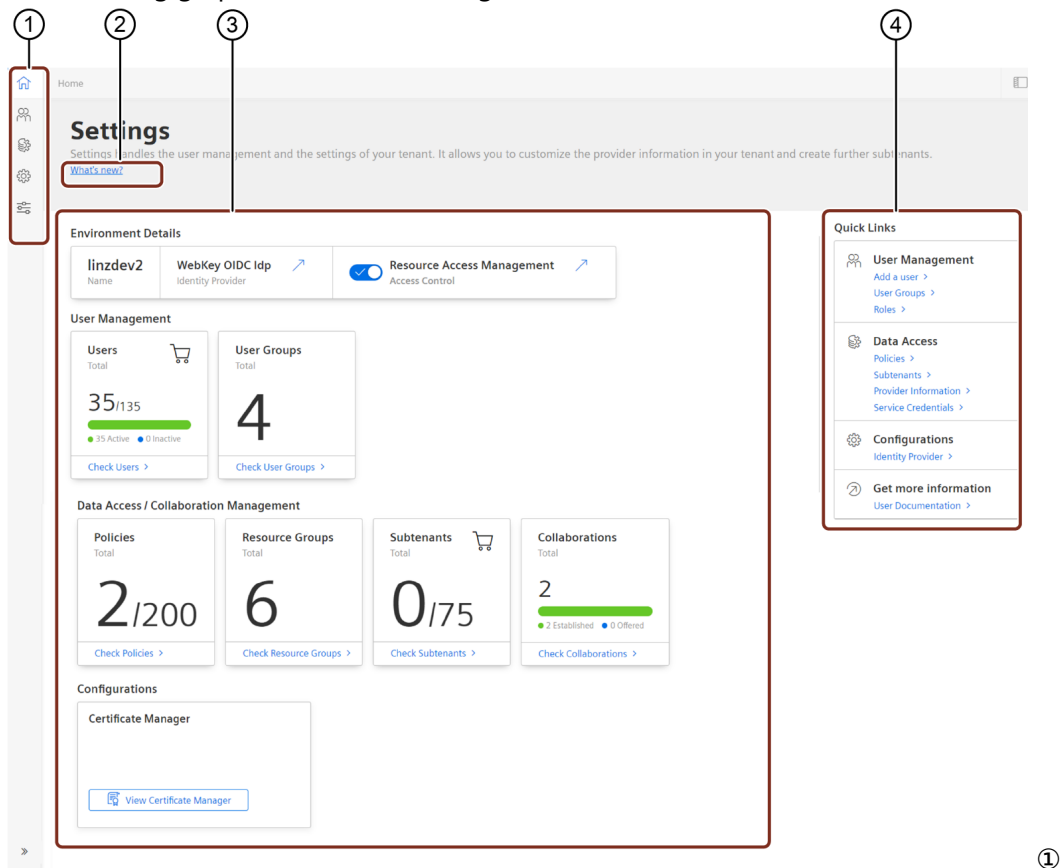 ① ② ③ ④
Home
Settings
Settings handles the user management and the settings of your tenant. It allows you to customize the provider information in your tenant and create further subtenants.
What's new?
Environment Details
linzdev2
Name
WebKey OIDC Idp
Identity Provider
Resource Access Management
Access Control
User Management
Users
Total
35/135
35 Active 0 Inactive
Check Users >
User Groups
Total
4
Check User Groups >
Data Access / Collaboration Management
Policies
Total
2/200
Check Policies >
Resource Groups
Total
6
Check Resource Groups >
Subtenants
Total
0/75
Check Subtenants >
Collaborations
Total
2
2 Established 0 Offered
Check Collaborations >
Configurations
Certificate Manager
View Certificate Manager
Quick Links
User Management
Add a user >
User Groups >
Roles >
Data Access
Policies >
Subtenants >
Provider Information >
Service Credentials >
Configurations
Identity Provider >
Get more information
User Documentation >
»
①